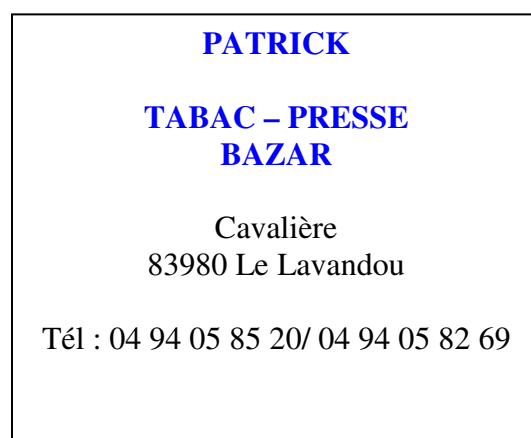 PATRICK
TABAC – PRESSE
BAZAR
Cavalière
83980 Le Lavandou
Tél : 04 94 05 85 20/ 04 94 05 82 69